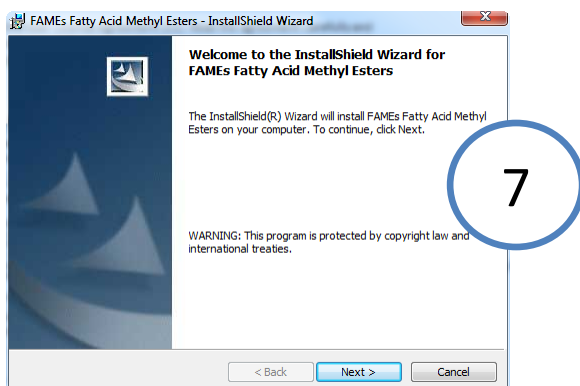 FAMEs Fatty Acid Methyl Esters - InstallShield Wizard
Welcome to the InstallShield Wizard for
FAMEs Fatty Acid Methyl Esters
The InstallShield(R) Wizard will install FAMEs Fatty Acid Methyl
Esters on your computer. To continue, click Next.
7
WARNING: This program is protected by copyright law and
international treaties.
< Back Next > Cancel